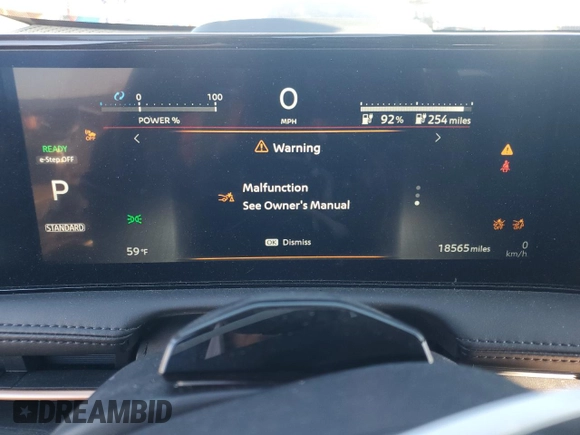 0 100
POWER %
0
MPH
92 % 254 miles
OFF
Warning
READY
e-Step OFF
P
Malfunction
See Owner's Manual
STANDARD
59 °F
OK Dismiss
18565 miles
0
km/h
DREAMBID